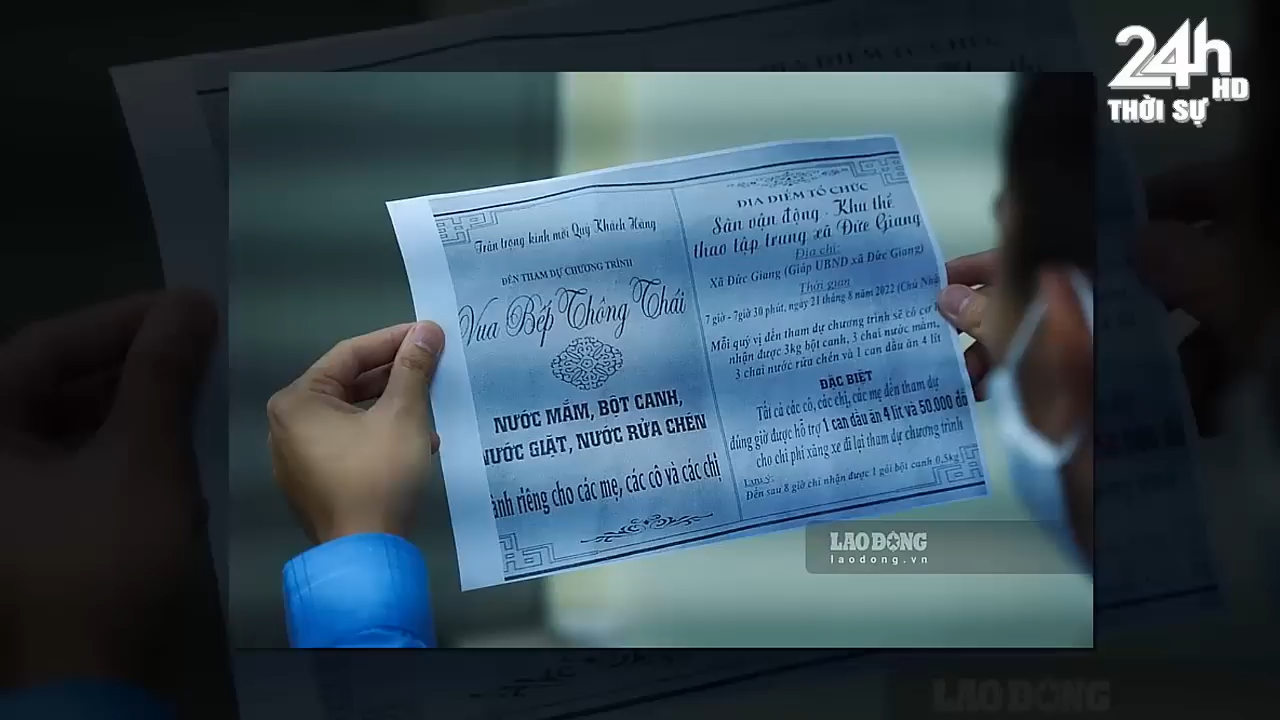 24h
HD
THỜI SỰ
Trân trọng kính mời Quý Khách Hàng
ĐẾN THAM DỰ CHƯƠNG TRÌNH
Vua Bếp Thông Thái
NƯỚC MẮM, BỘT CANH,
NƯỚC GIẶT, NƯỚC RỬA CHÉN
ành riêng cho các mẹ, các cô và các chị
ĐỊA ĐIỂM TỔ CHỨC
Sân vận động - Khu thể
thao tập trung xã Đức Giang
Địa chỉ:
Xã Đức Giang (Giáp UBND xã Đức Giang)
Thời gian
7 giờ - 7giờ 30 phút, ngày 21 tháng 8 năm 2022 (Chủ Nhậ
Mỗi quý vị đến tham dự chương trình sẽ có cơ
nhận được 3kg bột canh, 3 chai nước mắm,
3 chai nước rửa chén và 1 can dầu ăn 4 lít
ĐẶC BIỆT
Tất cả các cô, các chị, các mẹ đến tham dự
đúng giờ được hỗ trợ 1 can dầu ăn 4 lít và 50.000 đồ
cho chi phí xăng xe đi lại tham dự chương trình
Lưu ý:
Đến sau 8 giờ chỉ nhận được 1 gói bột canh 0,5kg
LAO ĐỘNG
laodong.vn
LAO ĐỘNG